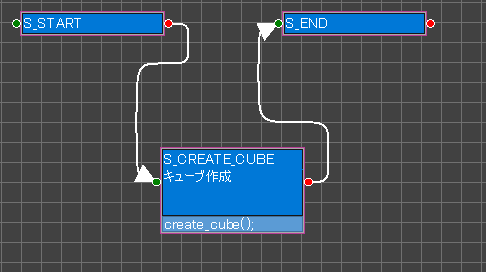 S_START
S_END
S_CREATE_CUBE
キューブ作成
create_cube();